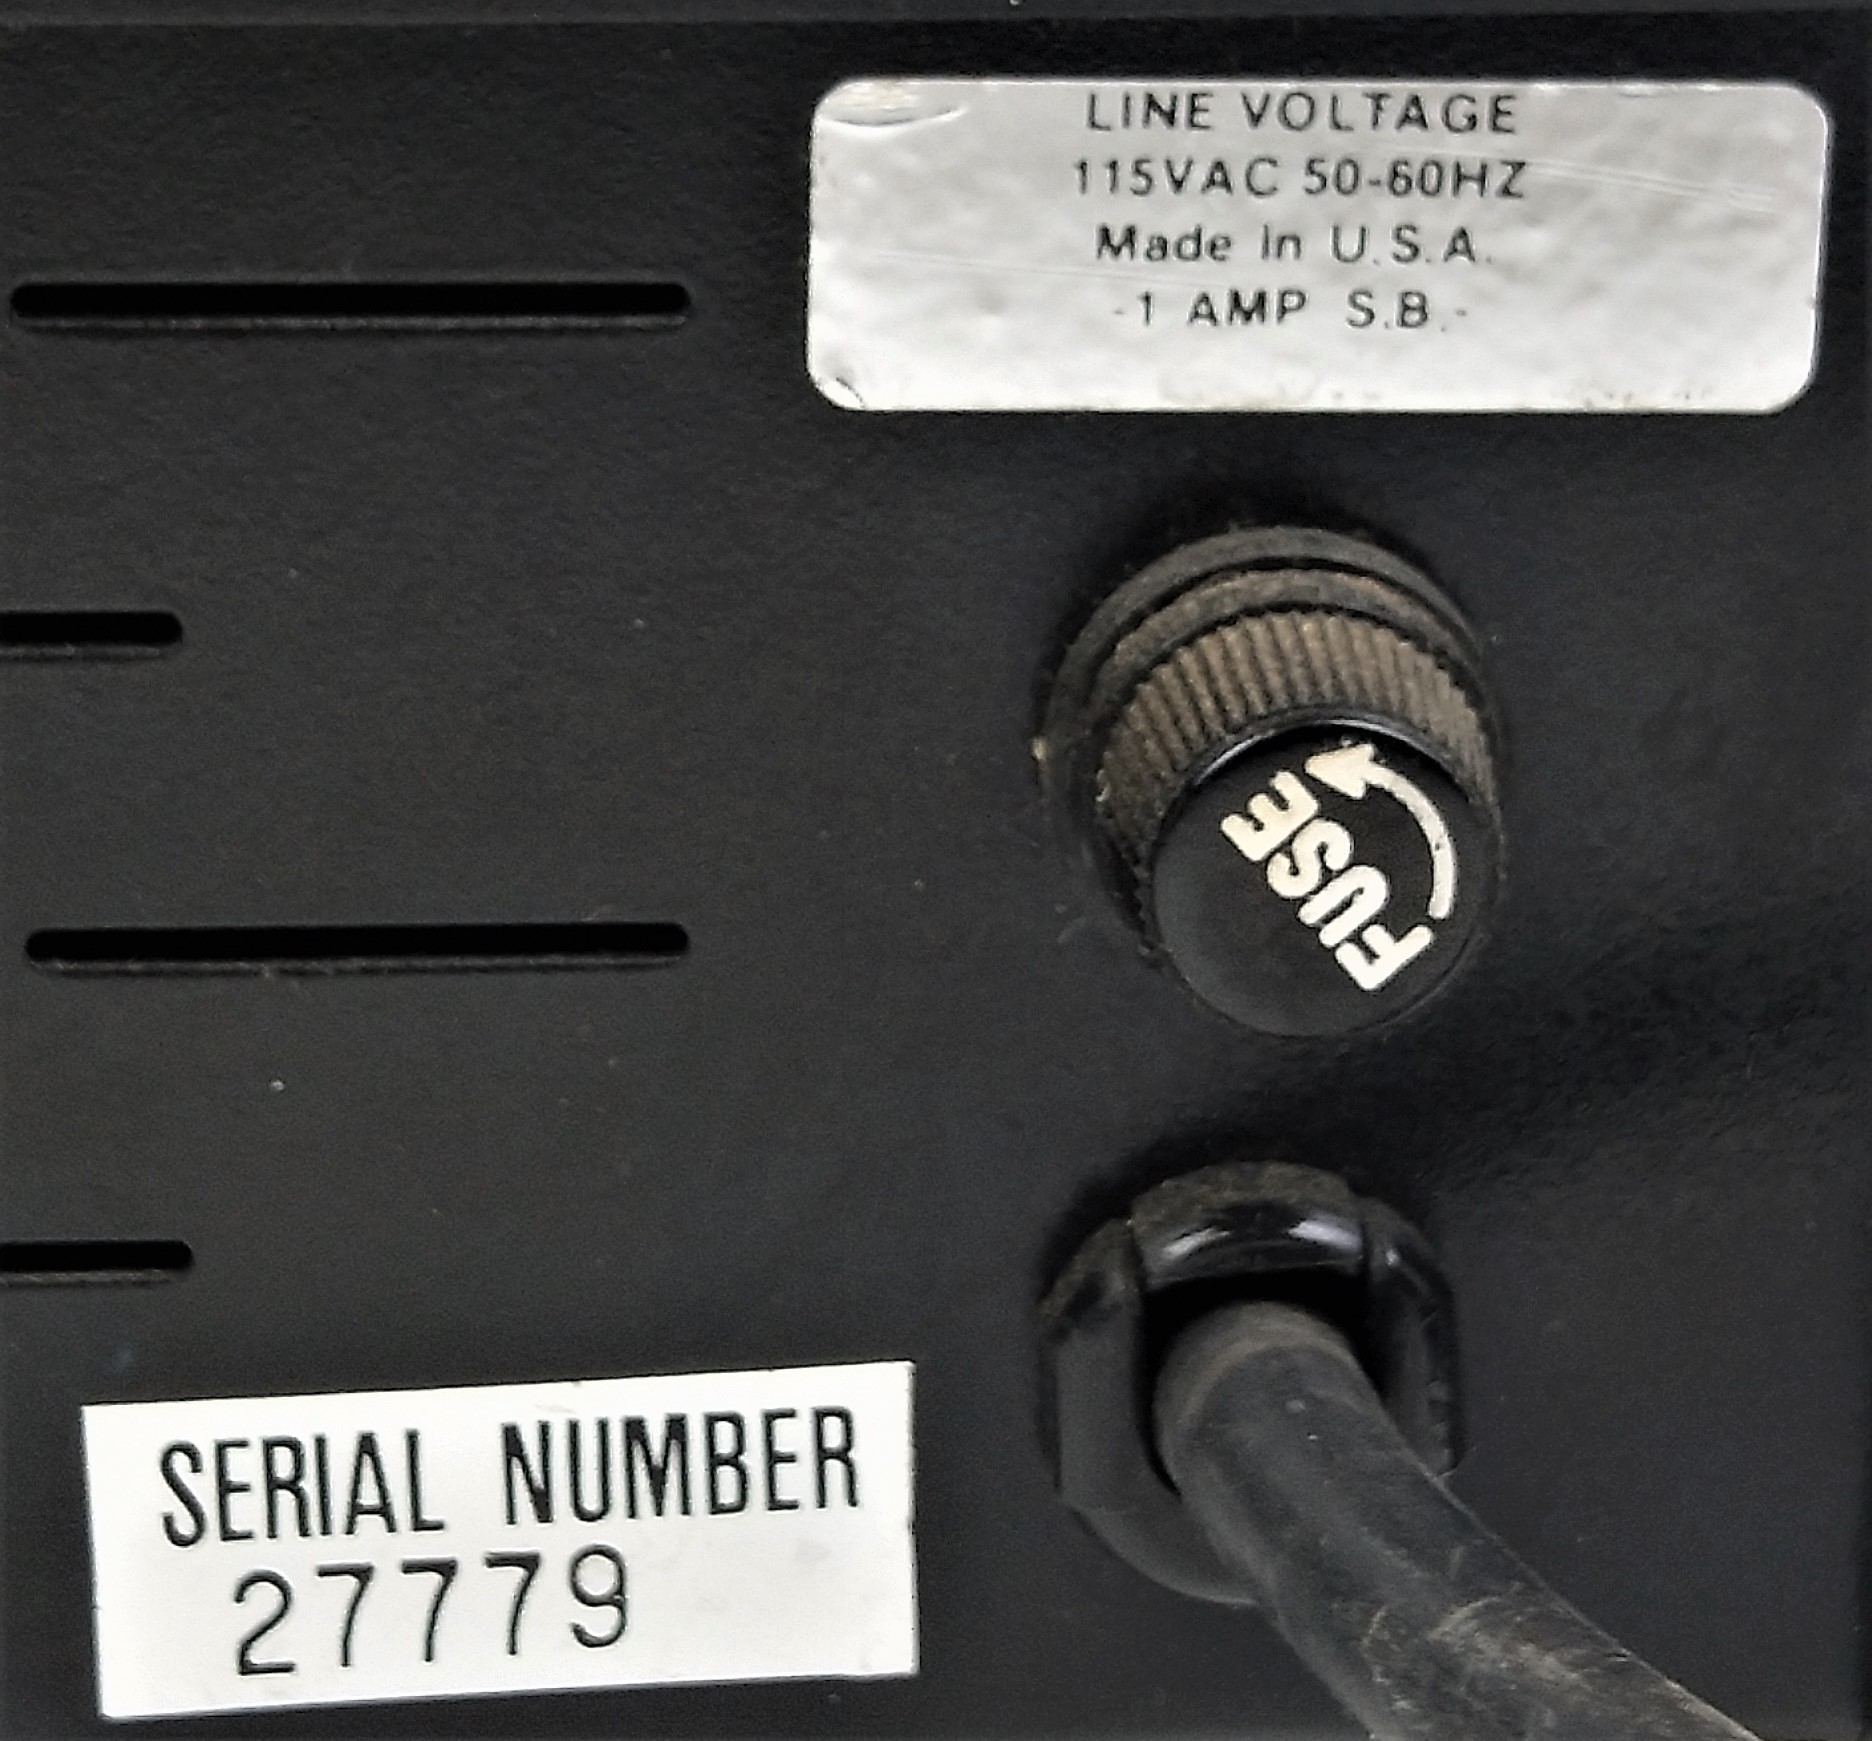 LINE VOLTAGE
115VAC 50-60HZ
Made in U.S.A.
-1 AMP S.B.-
FUSE
SERIAL NUMBER
27779